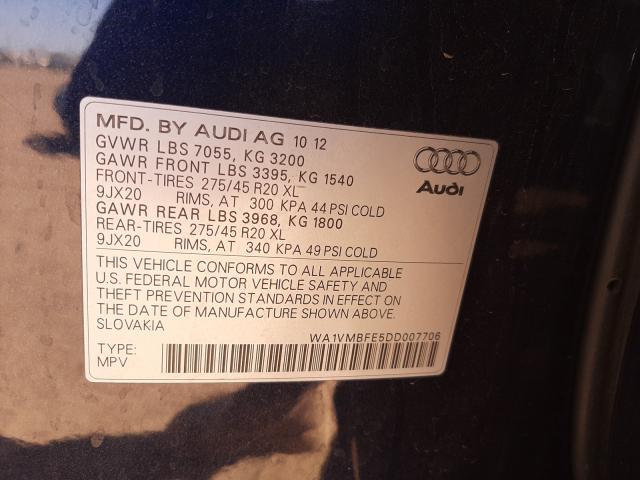 MFD. BY AUDI AG 10 12
GVWR LBS 7055, KG 3200
GAWR FRONT LBS 3395, KG 1540
FRONT-TIRES 275/45 R20 XL
9JX20 RIMS, AT 300 KPA 44 PSI COLD
GAWR REAR LBS 3968, KG 1800
REAR-TIRES 275/45 R20 XL
9JX20 RIMS, AT 340 KPA 49 PSI COLD
Audi
THIS VEHICLE CONFORMS TO ALL APPLICABLE
U.S. FEDERAL MOTOR VEHICLE SAFETY AND
THEFT PREVENTION STANDARDS IN EFFECT ON
THE DATE OF MANUFACTURE SHOWN ABOVE.
SLOVAKIA
WA1VMBFE5DD007706
TYPE:
MPV